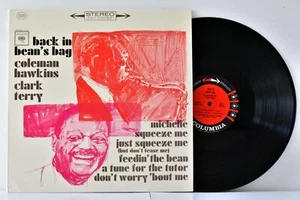 STEREO
back in
bean's bag
coleman
hawkins
clark
terry
michelle
squeeze me
just squeeze me
(but don't tease me)
feedin' the bean
a tune for the tutor
don't worry 'bout me
COLUMBIA